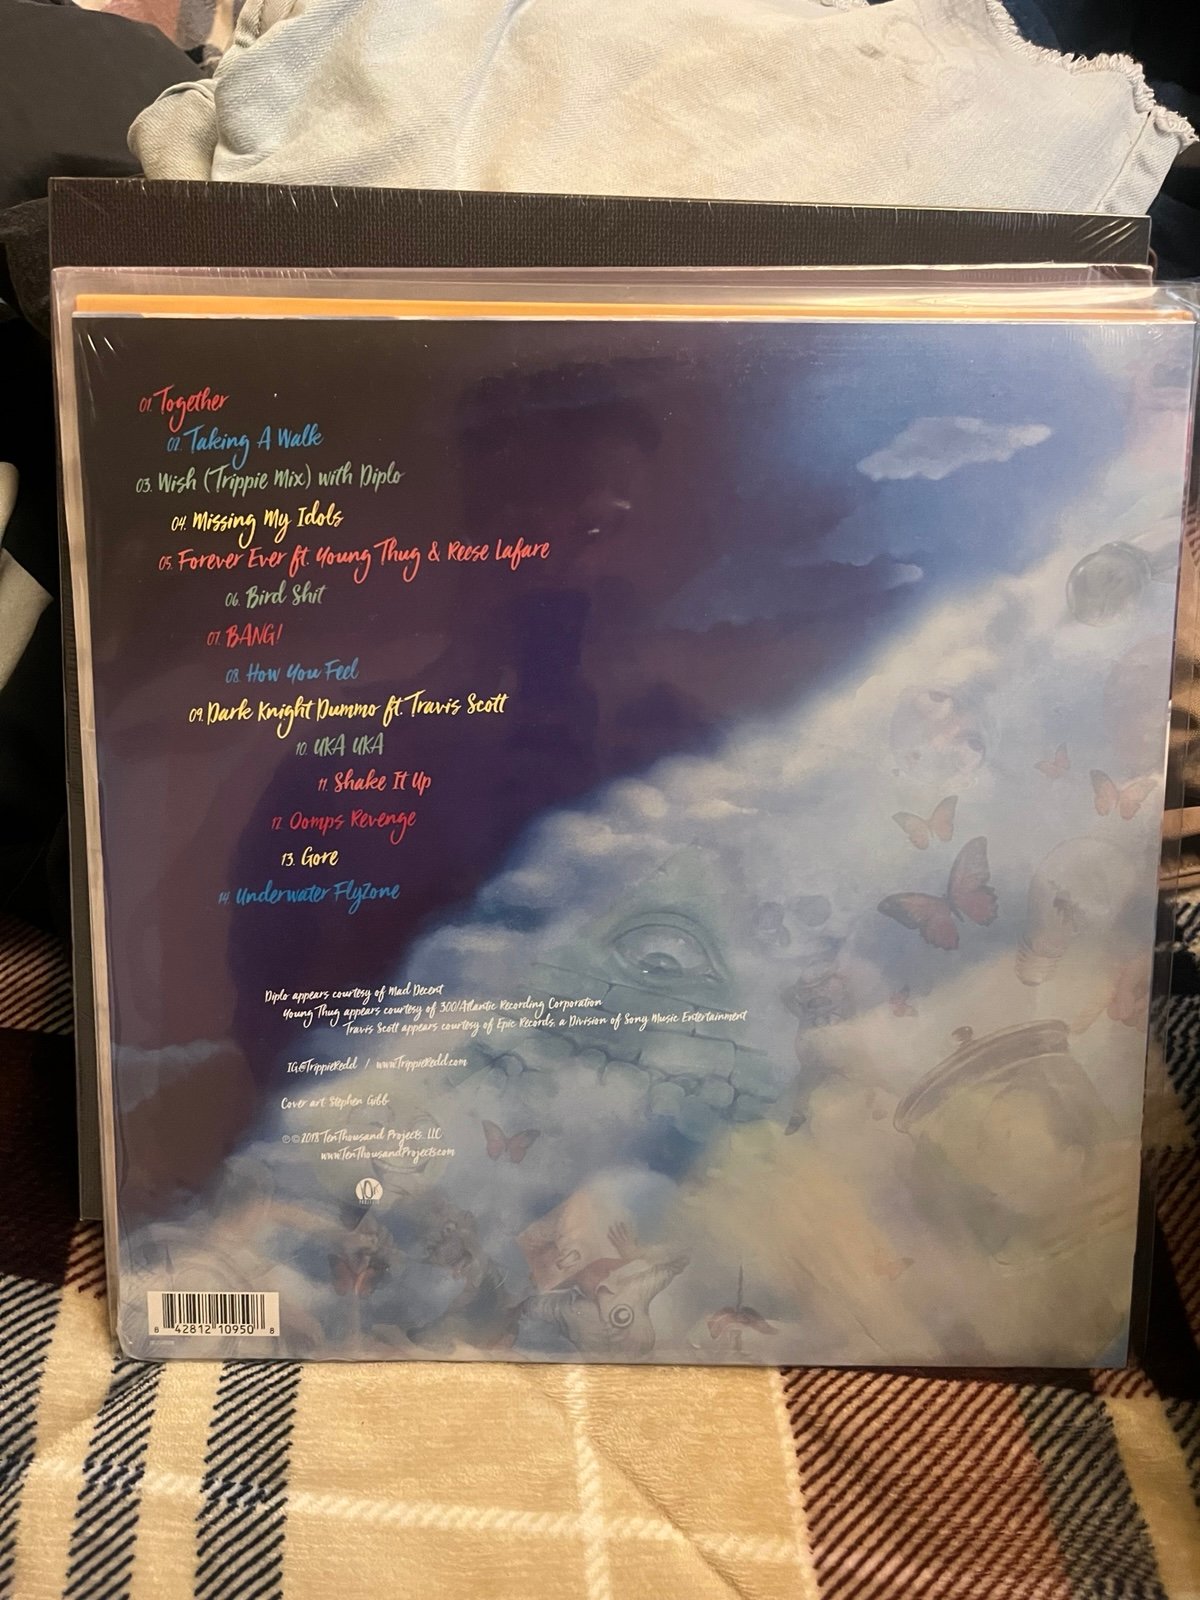 01. Together
02. Taking A Walk
03. Wish (Trippie Mix) with Diplo
04. Missing My Idols
05. Forever Ever ft. Young Thug & Reese Lafare
06. Bird Shit
07. BANG!
08. How You Feel
09. Dark Knight Dummo ft. Travis Scott
10. UKA UKA
11. Shake It Up
12. Oomps Revenge
13. Gore
14. Underwater FlyZone
Diplo appears courtesy of Mad Decent
Young Thug appears courtesy of 300/Atlantic Recording Corporation
Travis Scott appears courtesy of Epic Records, a Division of Sony Music Entertainment
IG@TrippieRedd / www.TrippieRedd.com
Cover art: Stephen Gibb
℗ © 2018 TenThousand Projects, LLC
www.TenThousandProjects.com
10K
8 42812 10950 8